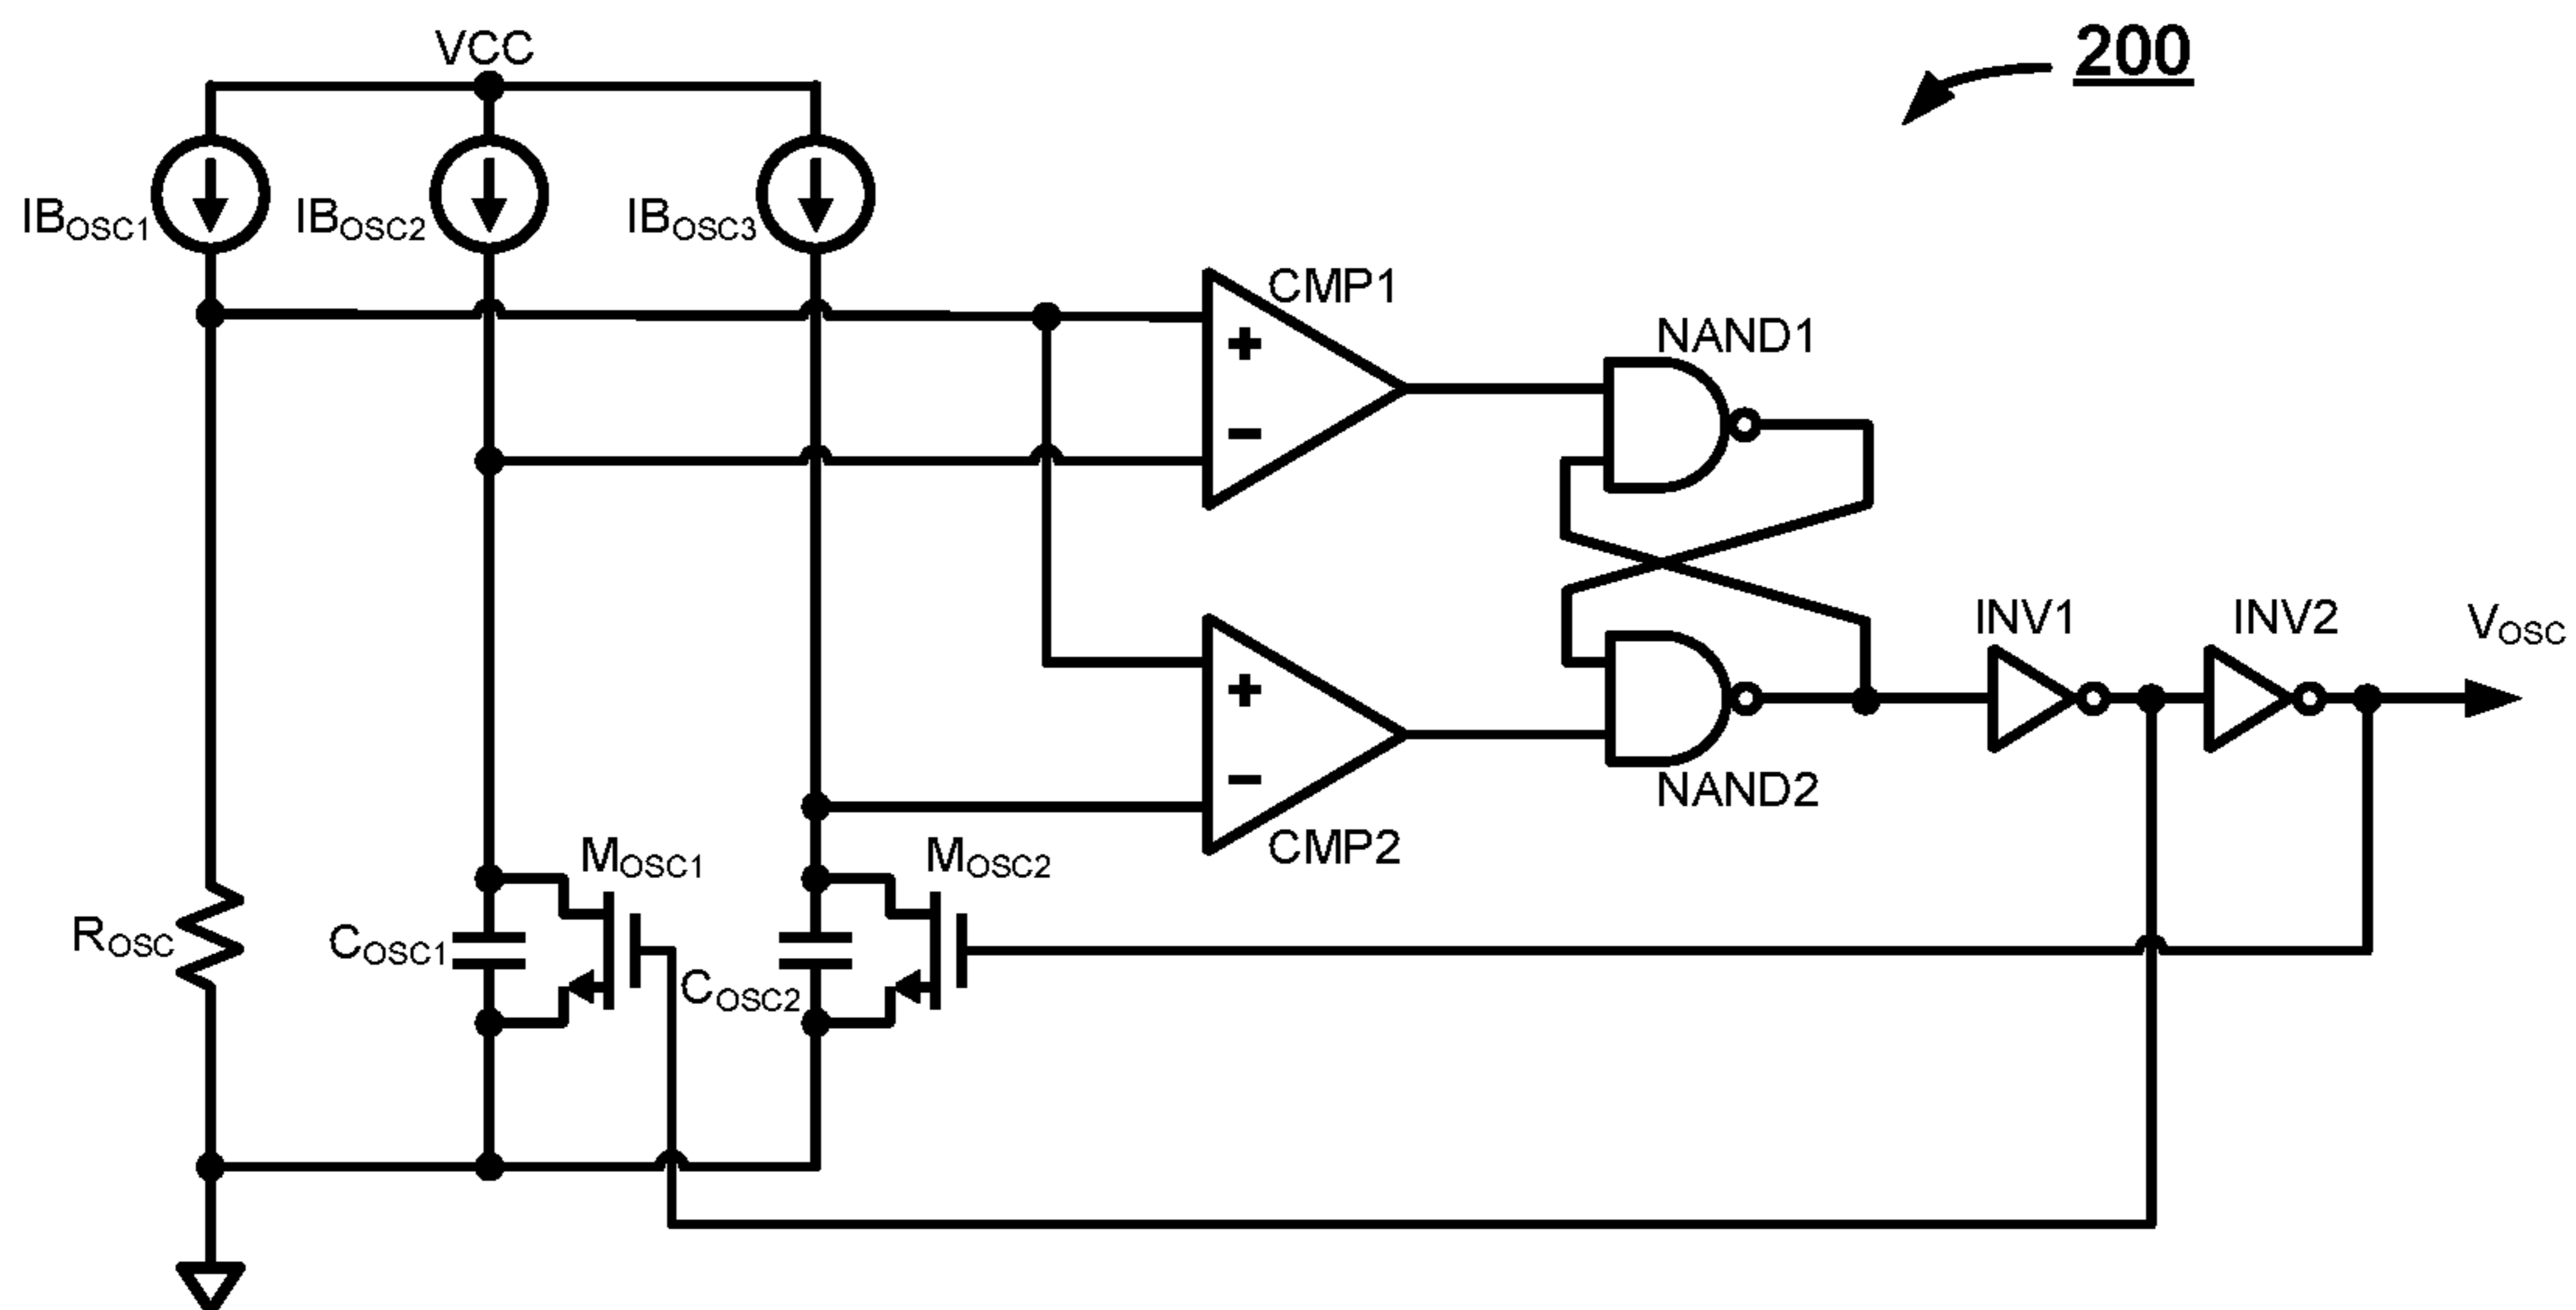 200
VCC
IBOSC1
IBOSC2
IBOSC3
CMP1
+
−
NAND1
CMP2
+
−
NAND2
INV1
INV2
VOSC
MOSC1
MOSC2
ROSC
COSC1
COSC2